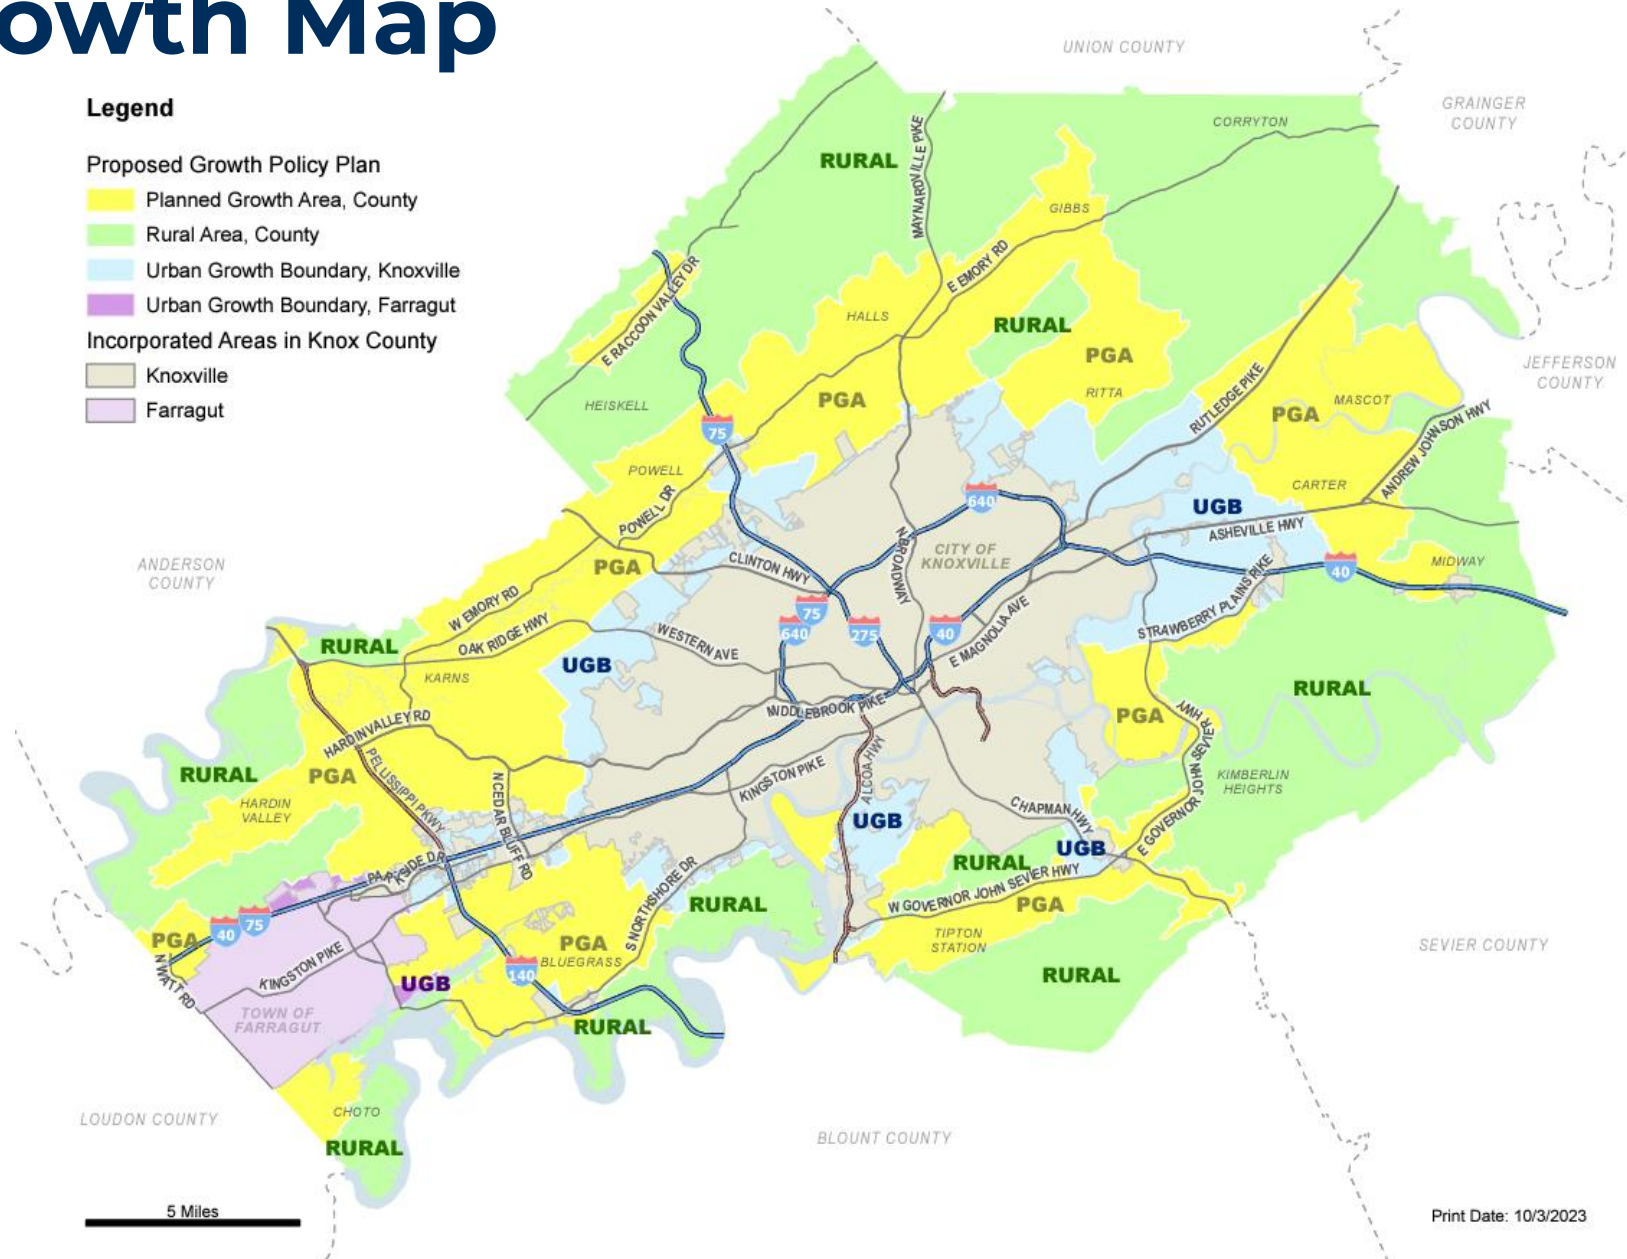 owth Map
Legend
Proposed Growth Policy Plan
Planned Growth Area, County
Rural Area, County
Urban Growth Boundary, Knoxville
Urban Growth Boundary, Farragut
Incorporated Areas in Knox County
Knoxville
Farragut
UNION COUNTY
GRAINGER
COUNTY
CORRYTON
MAYNARDVILLE PIKE
RURAL
GIBBS
E EMORY RD
E RACCOON VALLEY DR
HALLS
RURAL
PGA
RITTA
RUTLEDGE PIKE
JEFFERSON
COUNTY
HEISKELL
PGA
MASCOT
PGA
ANDREW JOHNSON HWY
75
POWELL
CARTER
POWELL DR
640
UGB
ASHEVILLE HWY
N BROADWAY
CITY OF
KNOXVILLE
ANDERSON
COUNTY
PGA
CLINTON HWY
MIDWAY
40
STRAWBERRY PLAINS PIKE
W EMORY RD
75
640
275
40
E MAGNOLIA AVE
OAK RIDGE HWY
WESTERN AVE
RURAL
UGB
KARNS
RURAL
MIDDLEBROOK PIKE
PGA
HARDIN VALLEY RD
E GOVERNOR JOHN SEVIER HWY
RURAL
PGA
PELLISSIPPI PKWY
N CEDAR BLUFF RD
KINGSTON PIKE
ALCOA HWY
KIMBERLIN
HEIGHTS
HARDIN
VALLEY
CHAPMAN HWY
UGB
UGB
RURAL
PARKSIDE DR
W GOVERNOR JOHN SEVIER HWY
RURAL
PGA
S NORTHSHORE DR
40
75
PGA
PGA
BLUEGRASS
TIPTON
STATION
SEVIER COUNTY
N WATT RD
KINGSTON PIKE
140
UGB
RURAL
TOWN OF
FARRAGUT
RURAL
LOUDON COUNTY
CHOTO
RURAL
BLOUNT COUNTY
5 Miles
Print Date: 10/3/2023